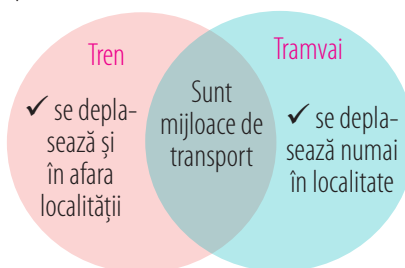 Tren
✓ se depla-
sează și
în afara
localității
Sunt
mijloace de
transport
Tramvai
✓ se depla-
sează numai
în localitate